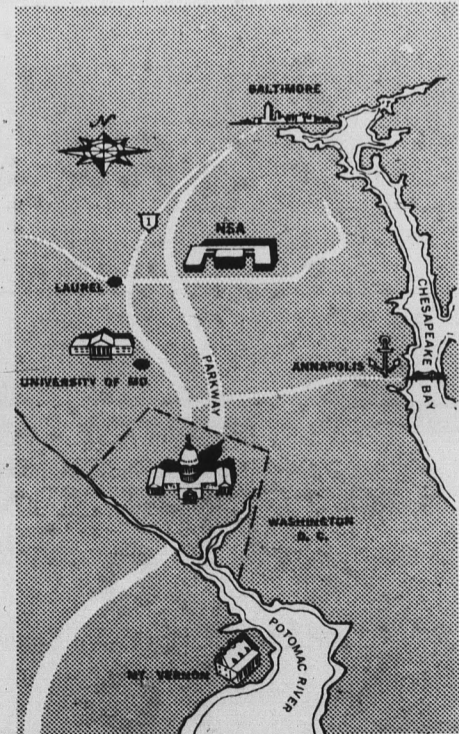 BALTIMORE
N
1
NSA
LAUREL
CHESAPEAKE
BAY
PARKWAY
ANNAPOLIS
UNIVERSITY OF MD.
WASHINGTON
D. C.
POTOMAC RIVER
MT. VERNON